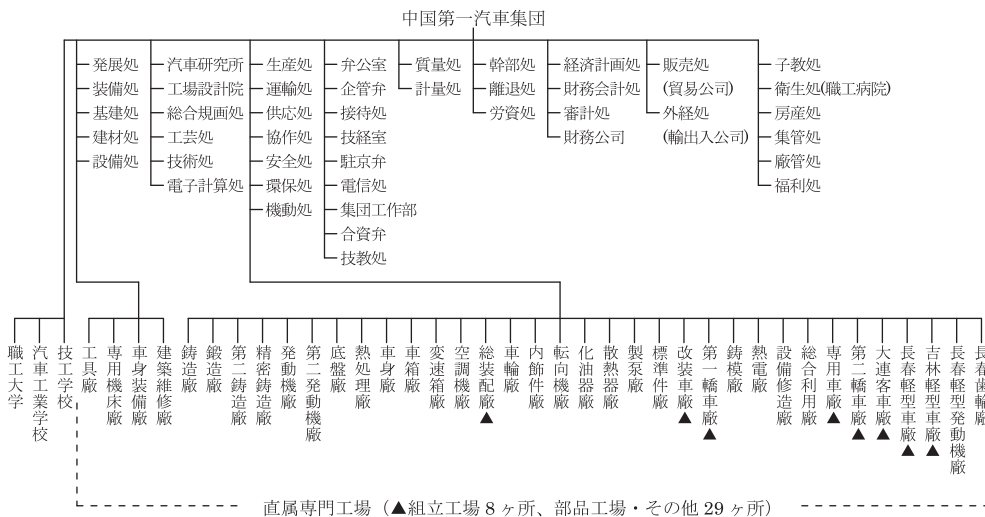 中国第一汽車集団
発展処
装備処
基建処
建材処
設備処
汽車研究所
工場設計院
総合規画処
工芸処
技術処
電子計算処
生産処
運輸処
供応処
協作処
安全処
環保処
機動処
弁公室
企管弁
接待処
技経室
駐京弁
電信処
集団工作部
合資弁
技教処
質量処
計量処
幹部処
離退処
労資処
経済計画処
財務会計処
審計処
財務公司
販売処
(貿易公司)
外経処
(輸出入公司)
子教処
衛生処(職工病院)
房産処
集管処
廠管処
福利処
職工大学
汽車工業学校
技工学校
工具廠
専用機床廠
車身装備廠
建築維修廠
鋳造廠
鍛造廠
第二鋳造廠
精密鋳造廠
発動機廠
第二発動機廠
底盤廠
熱処理廠
車身廠
車箱廠
変速箱廠
空調機廠
総装配廠▲
車輪廠
内飾件廠
転向機廠
化油器廠
散熱器廠
製泵廠
標準件廠
改装車廠▲
第一轎車廠▲
鋳模廠
熱電廠
設備修造廠
総合利用廠
専用車廠▲
第二轎車廠▲
大連客車廠▲
長春軽型車廠▲
吉林軽型車廠▲
長春軽型発動機廠
長春歯輪廠
直属専門工場（▲組立工場 8 ヶ所、部品工場・その他 29 ヶ所）